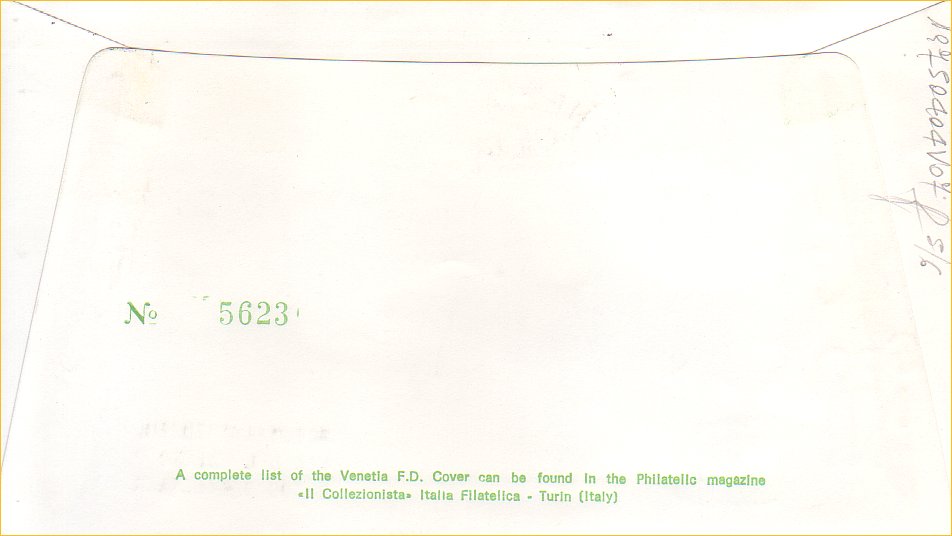 № 5623
A complete list of the Venetia F.D. Cover can be found in the Philatelic magazine
«Il Collezionista» Italia Filatelica - Turin (Italy)